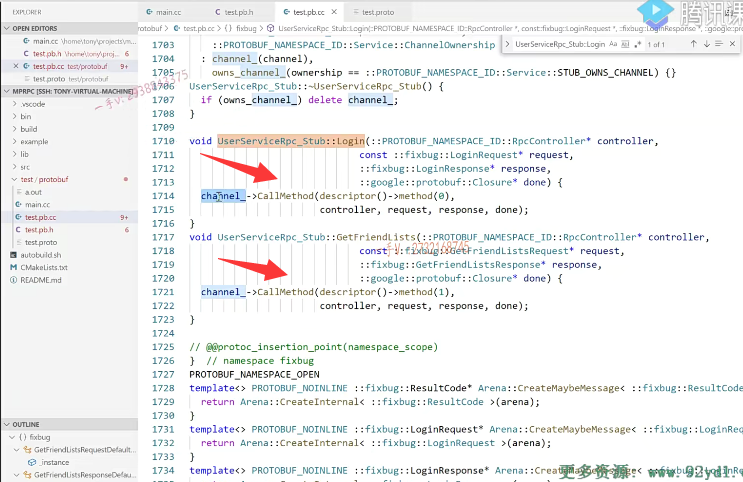 EXPLORER
main.cc
test.pb.h
test.pb.cc
test.proto
OPEN EDITORS
main.cc \home\tony\projects\m...
test.pb.h test/protobuf 6
test.pb.cc test/protobuf 9+
test.proto test/protobuf
MPRPC [SSH: TONY-VIRTUAL-MACHINE]
.vscode
bin
build
example
lib
src
test / protobuf
a.out
main.cc
test.pb.cc 9+
test.pb.h 6
test.proto
autobuild.sh
CMakeLists.txt
README.md
OUTLINE
{} fixbug
GetFriendListsRequestDefault...
_instance
GetFriendListsResponseDefau...
protobuf > test.pb.cc > {} fixbug > UserServiceRpc_Stub::Login(::PROTOBUF_NAMESPACE_ID::RpcController *, const::fixbug::LoginRequest *, ::fixbug::LoginResponse *, ::google::protobuf
UserServiceRpc_Stub::Login Aa 1 of 1
1703 ::PROTOBUF_NAMESPACE_ID::Service::ChannelOwnership
1704 : channel_(channel),
1705 owns_channel_(ownership == ::PROTOBUF_NAMESPACE_ID::Service::STUB_OWNS_CHANNEL) {}
1706 UserServiceRpc_Stub::~UserServiceRpc_Stub() {
1707 if (owns_channel_) delete channel_;
1708 }
1709
1710 void UserServiceRpc_Stub::Login(::PROTOBUF_NAMESPACE_ID::RpcController* controller,
1711 const ::fixbug::LoginRequest* request,
1712 ::fixbug::LoginResponse* response,
1713 ::google::protobuf::Closure* done) {
1714 channel_->CallMethod(descriptor()->method(0),
1715 controller, request, response, done);
1716 }
1717 void UserServiceRpc_Stub::GetFriendLists(::PROTOBUF_NAMESPACE_ID::RpcController* controller,
1718 const ::fixbug::GetFriendListsRequest* request,
1719 ::fixbug::GetFriendListsResponse* response,
1720 ::google::protobuf::Closure* done) {
1721 channel_->CallMethod(descriptor()->method(1),
1722 controller, request, response, done);
1723 }
1724
1725 // @@protoc_insertion_point(namespace_scope)
1726 } // namespace fixbug
1727 PROTOBUF_NAMESPACE_OPEN
1728 template<> PROTOBUF_NOINLINE ::fixbug::ResultCode* Arena::CreateMaybeMessage< ::fixbug::ResultCode
1729 return Arena::CreateInternal< ::fixbug::ResultCode >(arena);
1730 }
1731 template<> PROTOBUF_NOINLINE ::fixbug::LoginRequest* Arena::CreateMaybeMessage< ::fixbug::LoginReq
1732 return Arena::CreateInternal< ::fixbug::LoginRequest >(arena);
1733 }
1734 template<> PROTOBUF_NOINLINE ::fixbug::LoginResponse* Arena::CreateMaybeMessage< ::fixbug::LoginRe
腾讯课
更多资源: www.92yd1.